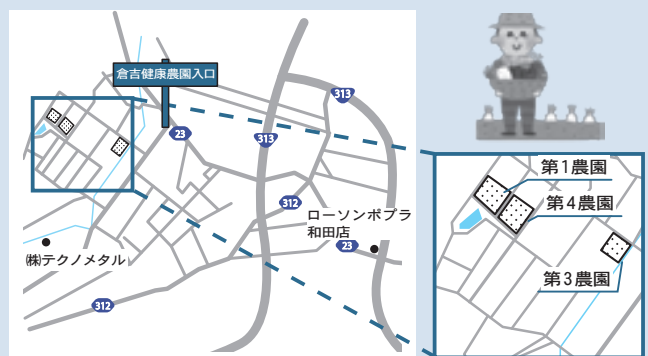 倉吉健康農園入口
313
23
313
312
ローソンポプラ
和田店
23
㈱テクノメタル
312
第1農園
第4農園
第3農園